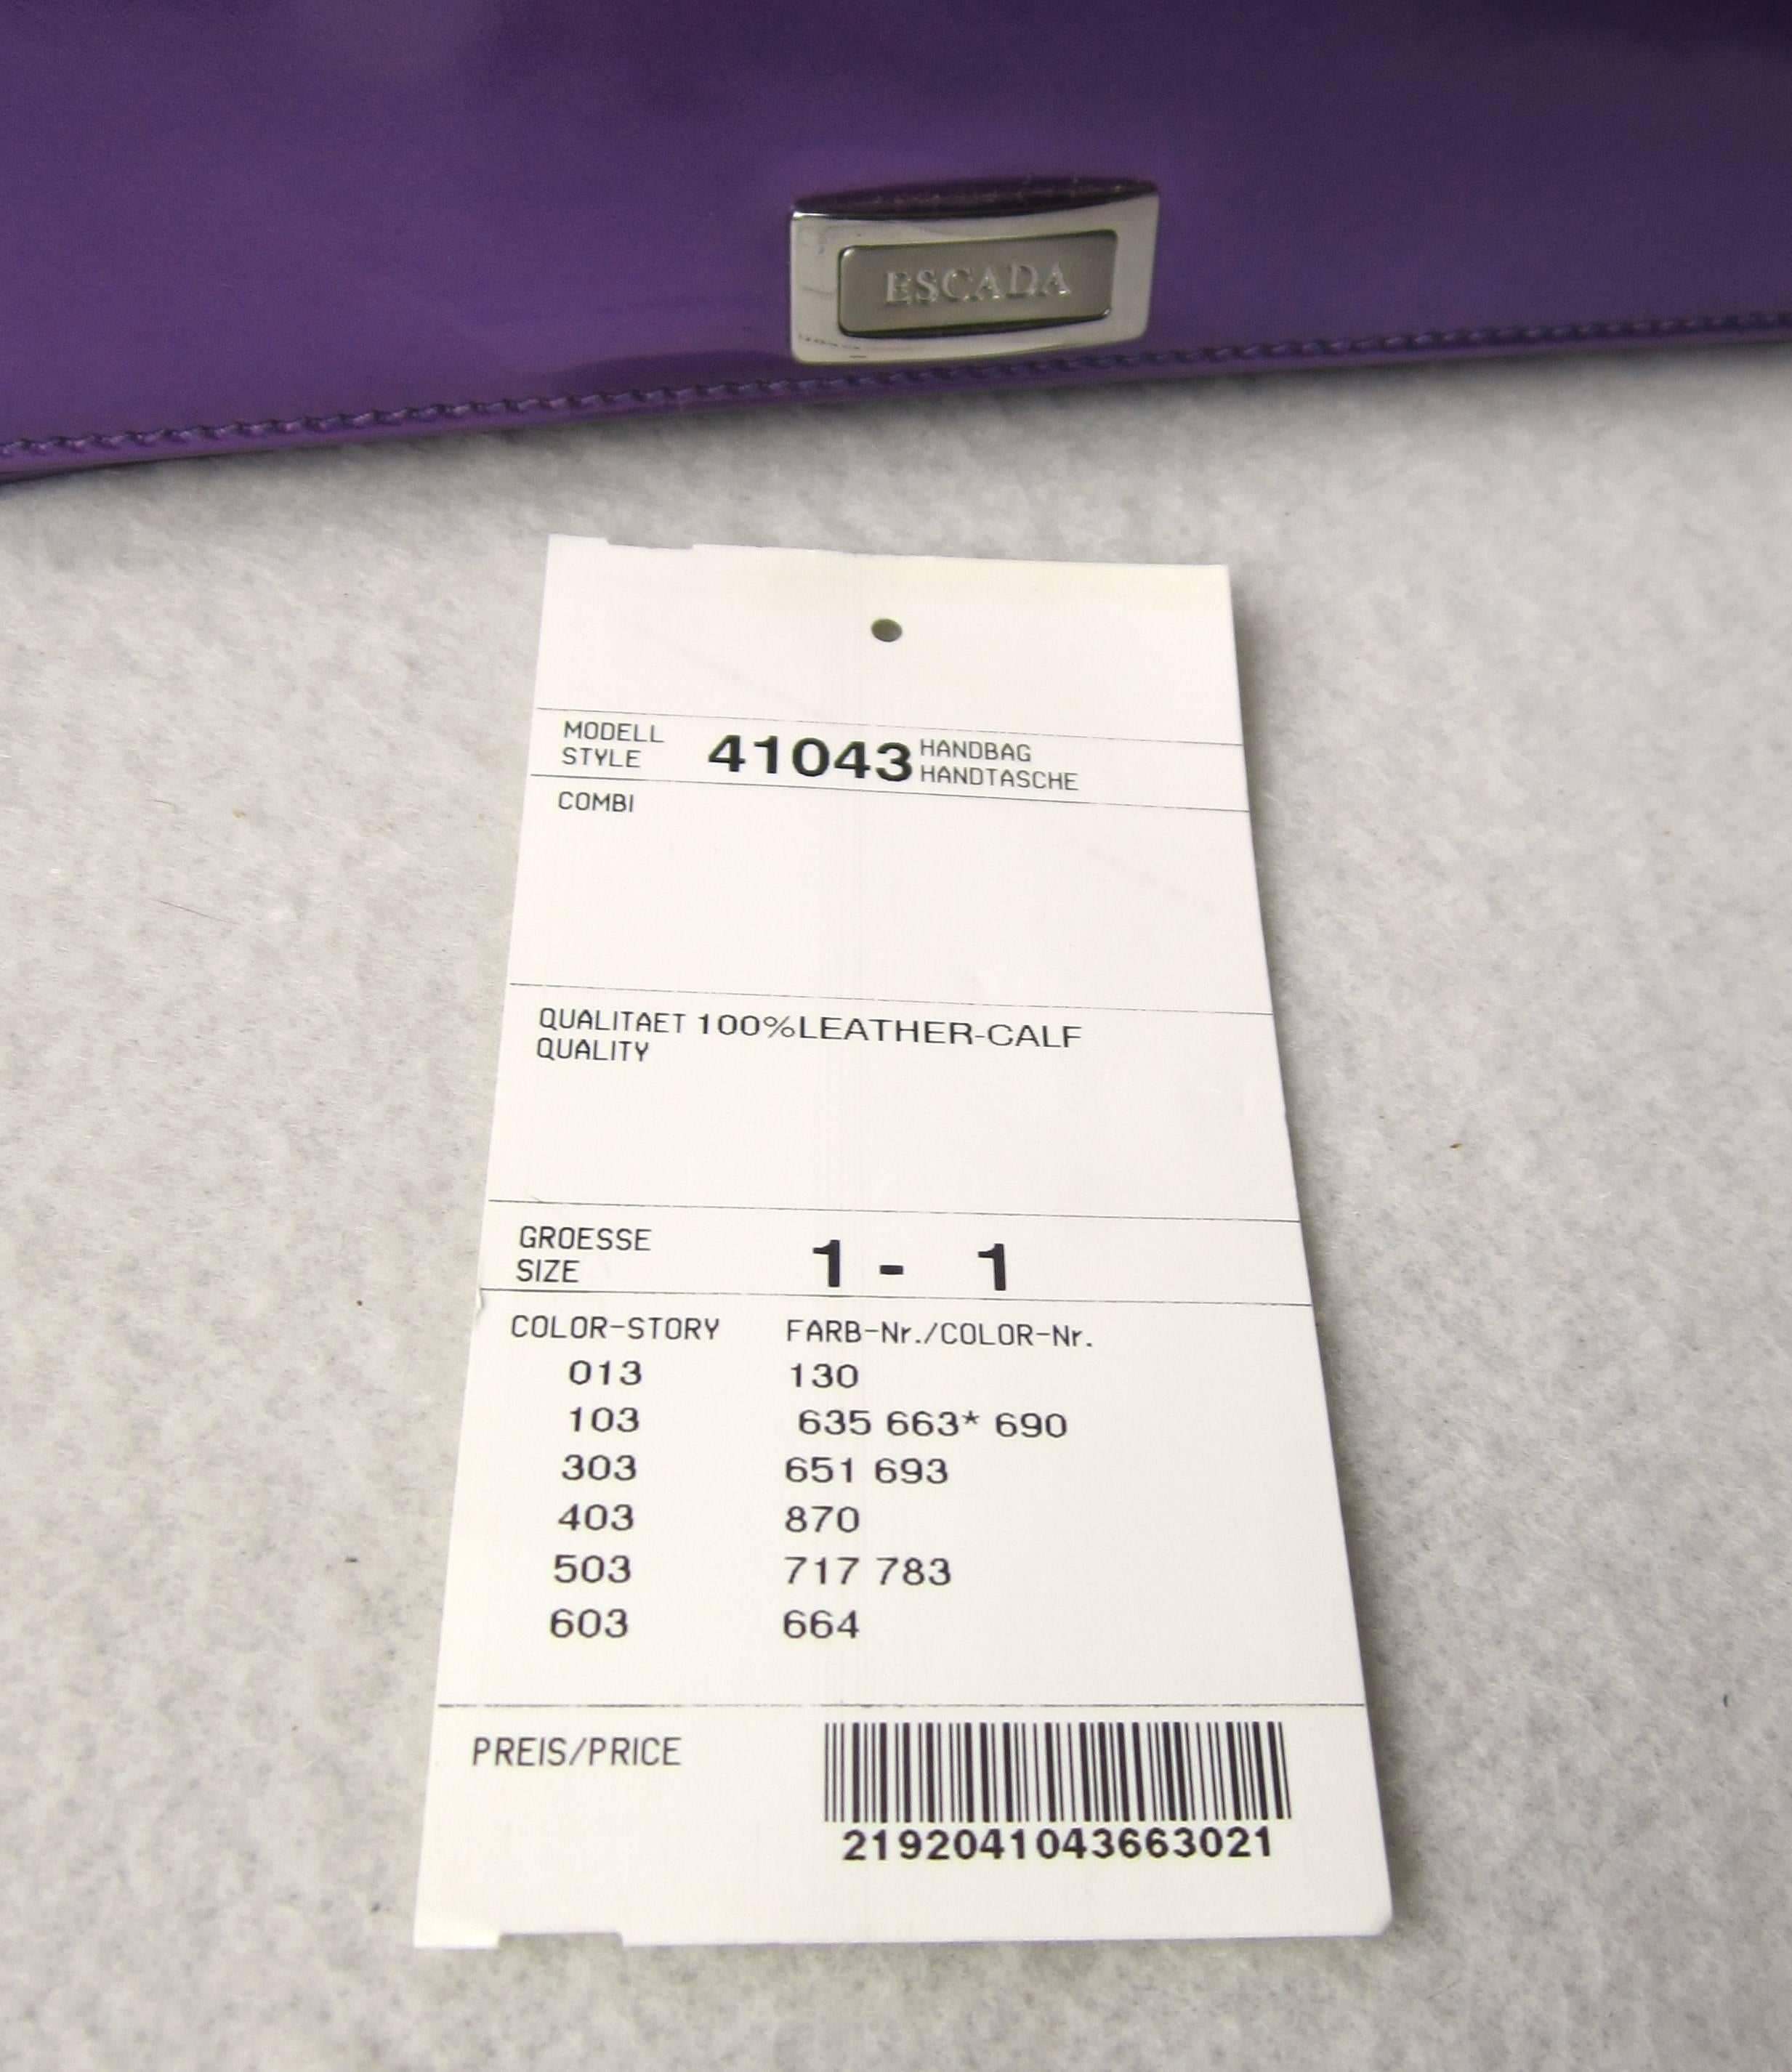 ESCADA
MODELL
STYLE
41043
HANDBAG
HANDTASCHE
COMBI
QUALITAET 100%LEATHER-CALF
QUALITY
GROESSE
SIZE
1 - 1
COLOR-STORY FARB-Nr./COLOR-Nr.
013 130
103 635 663* 690
303 651 693
403 870
503 717 783
603 664
PREIS/PRICE
2192041043663021